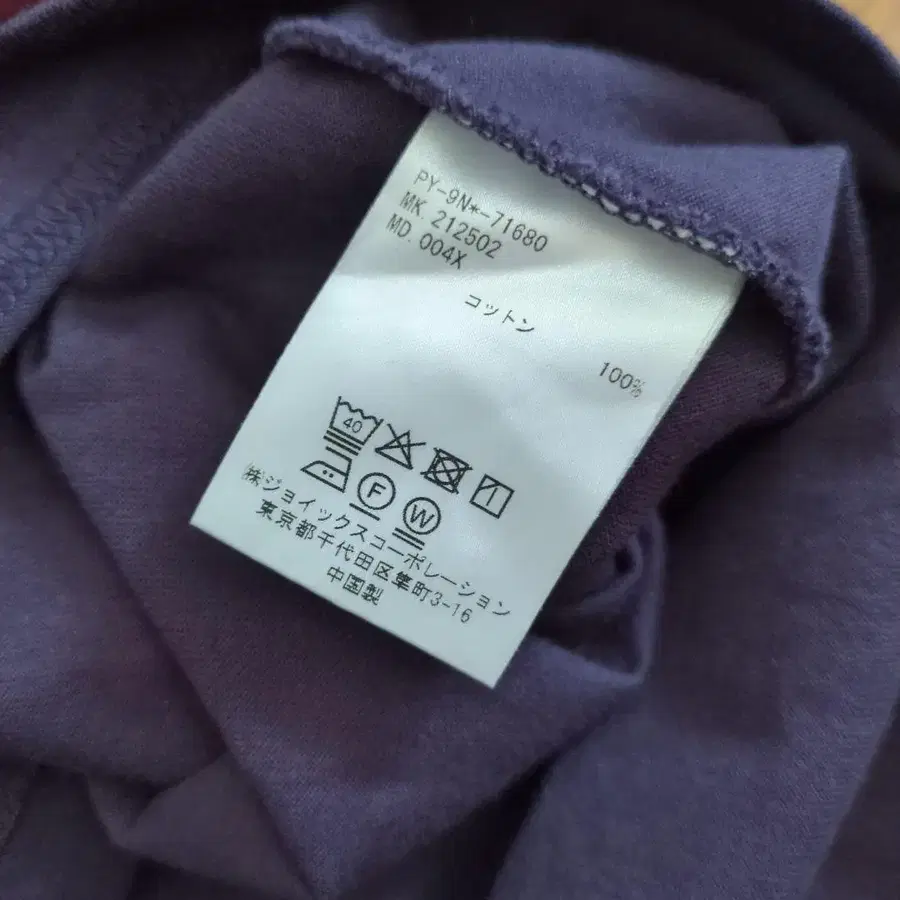 PY-9N*-71680
MK. 212502
MD. 004X
コットン
100%
40
F
W
㈱ジョイックスコーポレーション
東京都千代田区隼町3-16
中国製